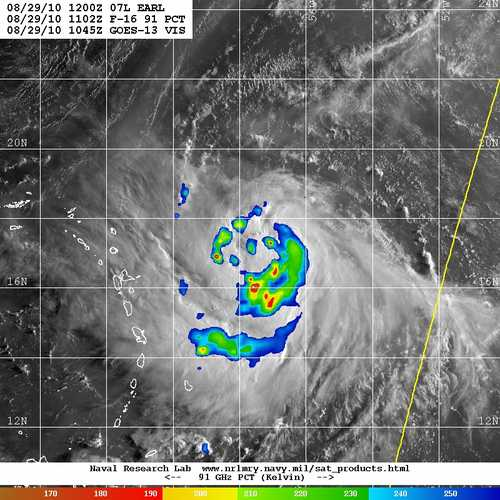 08/29/10 1200Z 07L EARL
08/29/10 1102Z F-16 91 PCT
08/29/10 1045Z GOES-13 VIS
24N
20N
16N
12N
Naval Research Lab www.nrlmry.navy.mil/sat_products.html
<-- 91 GHz PCT (Kelvin) -->
170 180 190 200 210 220 230 240 250